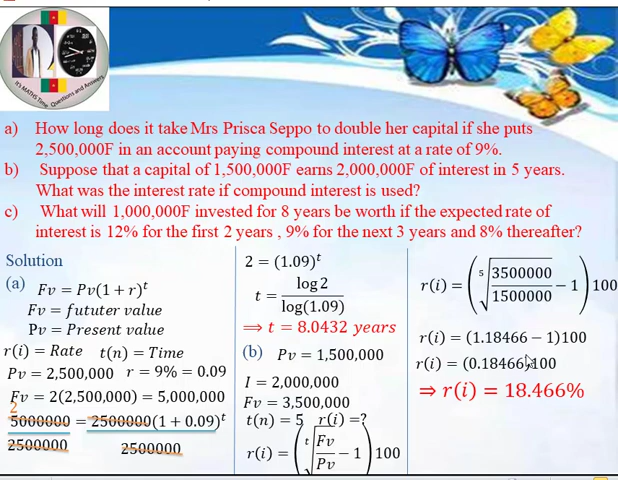 It's MATHS Time, Questions and Answers
a) How long does it take Mrs Prisca Seppo to double her capital if she puts
2,500,000F in an account paying compound interest at a rate of 9%.
b) Suppose that a capital of 1,500,000F earns 2,000,000F of interest in 5 years.
What was the interest rate if compound interest is used?
c) What will 1,000,000F invested for 8 years be worth if the expected rate of
interest is 12% for the first 2 years , 9% for the next 3 years and 8% thereafter?
Solution
(a) Fv = Pv(1 + r)^t
Fv = fututer value
Pv = Present value
r(i) = Rate t(n) = Time
Pv = 2,500,000 r = 9% = 0.09
Fv = 2(2,500,000) = 5,000,000
2
5000000 = 2500000(1 + 0.09)^t
2500000 2500000
2 = (1.09)^t
t = log 2 / log(1.09)
⟹ t = 8.0432 years
(b) Pv = 1,500,000
I = 2,000,000
Fv = 3,500,000
t(n) = 5 r(i) =?
r(i) = (t√(Fv/Pv) − 1) 100
r(i) = (5√(3500000/1500000) − 1) 100
r(i) = (1.18466 − 1)100
r(i) = (0.18466)100
⇒ r(i) = 18.466%